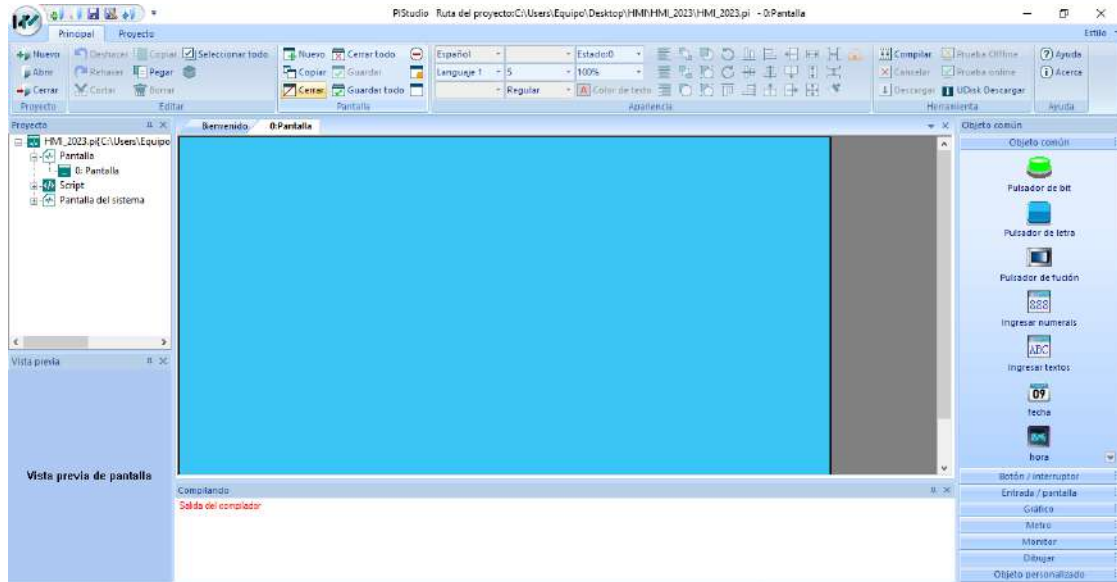 PIStudio Ruta del proyecto:C:\Users\Equipo\Desktop\HMI\HMI_2023\HMI_2023.pi - 0:Pantalla
Principal Proyecto Estilo
Nuevo Deshacer Copiar Seleccionar todo Nuevo Cerrar todo Español Estado:0 Compilar Prueba Offline Ayuda
Abrir Rehacer Pegar Copiar Guardar Lenguaje 1 5 100% Cancelar Prueba online Acerca
Cerrar Cortar Borrar Cerrar Guardar todo Regular Color de texto Descargar UDisk Descargar
Proyecto Editar Pantalla Apariencia Herramienta Ayuda
Proyecto Bienvenido 0:Pantalla Objeto común
HMI_2023.pi(C:\Users\Equipo Objeto común
Pantalla
0: Pantalla
Script
Pantalla del sistema
Pulsador de bit
Pulsador de letra
Pulsador de fución
888
Ingresar numerals
ABC
Ingresar textos
09
fecha
hora
Vista previa
Vista previa de pantalla
Compilando
Salida del compilador
Botón / interruptor
Entrada / pantalla
Gráfico
Metro
Monitor
Dibujar
Objeto personalizado